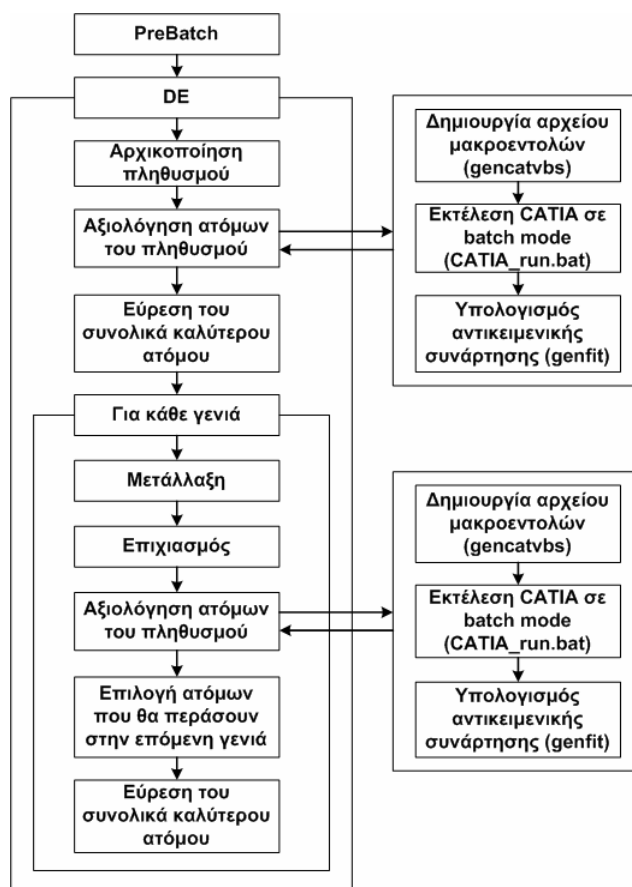 PreBatch
DE
Αρχικοποίηση
πληθυσμού
Αξιολόγηση ατόμων
του πληθυσμού
Εύρεση του
συνολικά καλύτερου
ατόμου
Για κάθε γενιά
Μετάλλαξη
Επιχιασμός
Αξιολόγηση ατόμων
του πληθυσμού
Επιλογή ατόμων
που θα περάσουν
στην επόμενη γενιά
Εύρεση του
συνολικά καλύτερου
ατόμου
Δημιουργία αρχείου
μακροεντολών
(gencatvbs)
Εκτέλεση CATIA σε
batch mode
(CATIA_run.bat)
Υπολογισμός
αντικειμενικής
συνάρτησης (genfit)
Δημιουργία αρχείου
μακροεντολών
(gencatvbs)
Εκτέλεση CATIA σε
batch mode
(CATIA_run.bat)
Υπολογισμός
αντικειμενικής
συνάρτησης (genfit)